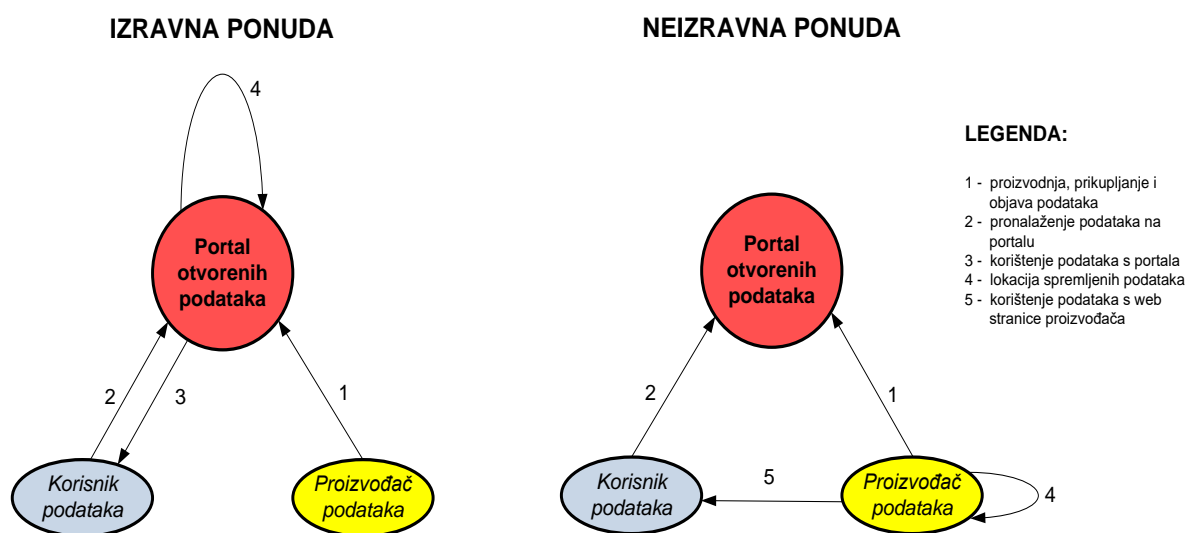 IZRAVNA PONUDA
4
Portal
otvorenih
podataka
2
3
1
Korisnik
podataka
Proizvođač
podataka
NEIZRAVNA PONUDA
Portal
otvorenih
podataka
2
1
5
Korisnik
podataka
Proizvođač
podataka
4
LEGENDA:
1 - proizvodnja, prikupljanje i
objava podataka
2 - pronalaženje podataka na
portalu
3 - korištenje podataka s portala
4 - lokacija spremljenih podataka
5 - korištenje podataka s web
stranice proizvođača